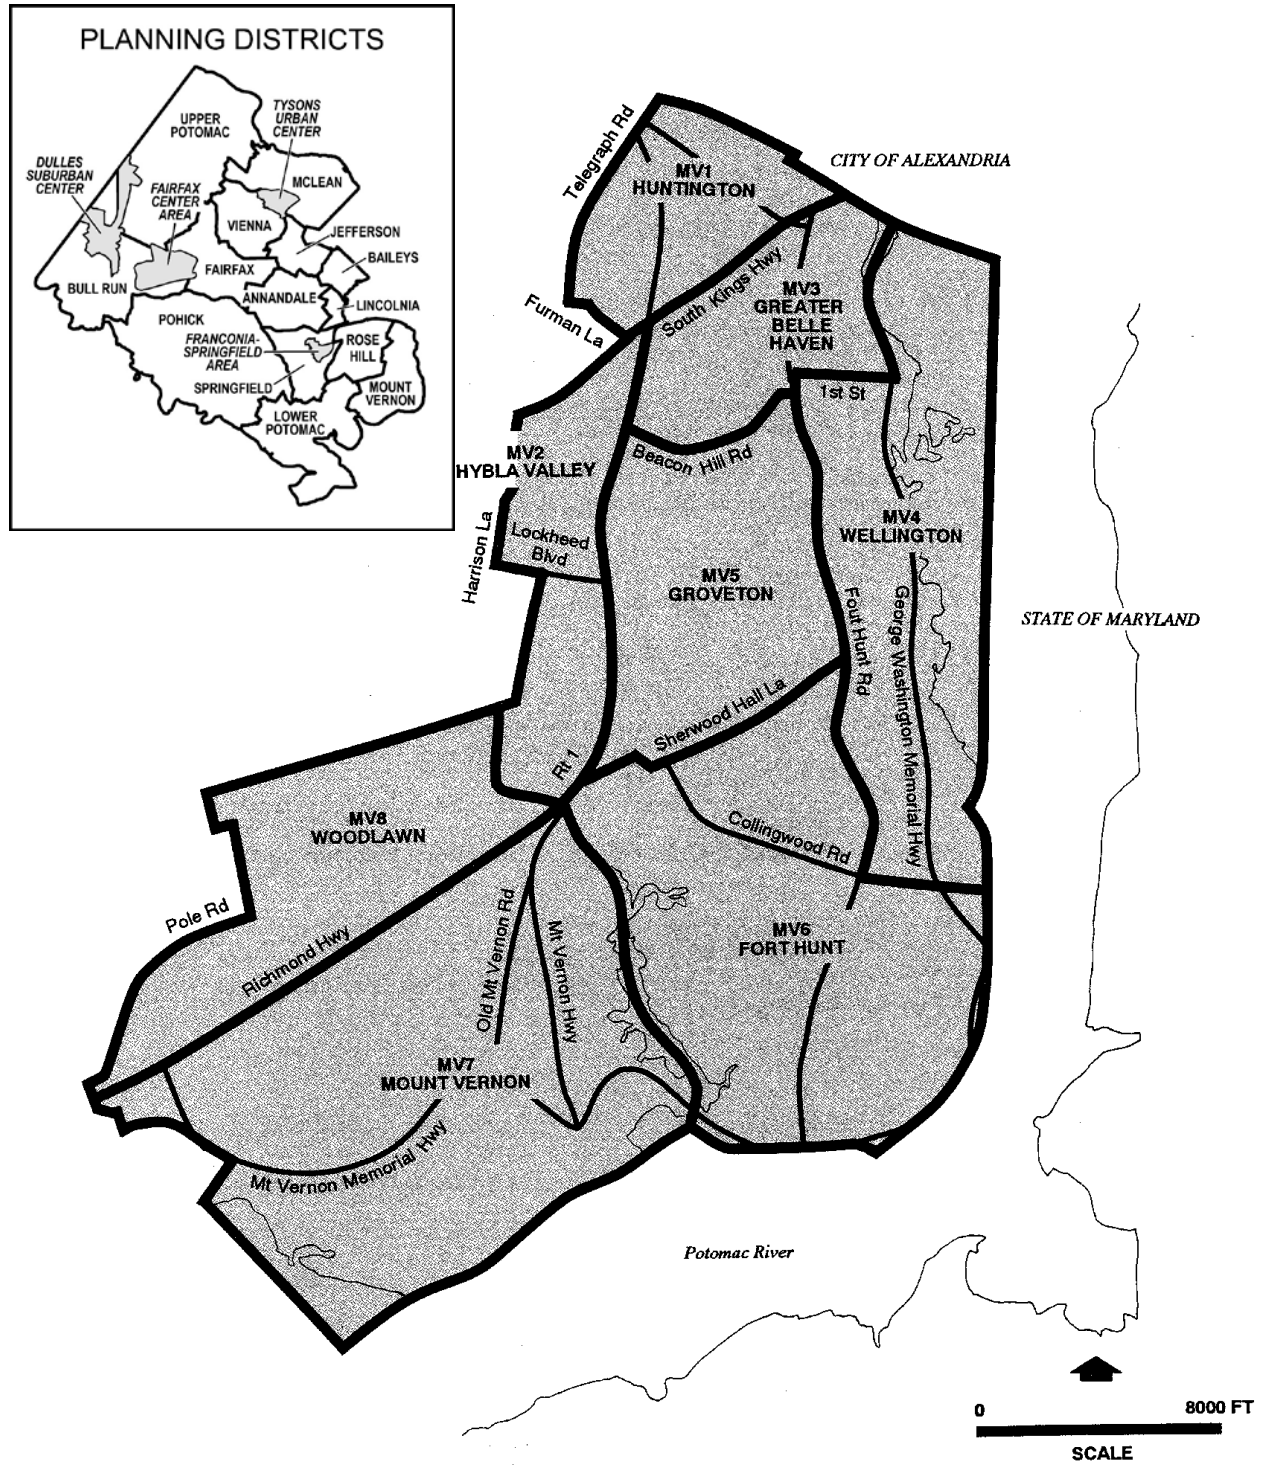 PLANNING DISTRICTS
TYSONS
URBAN
CENTER
UPPER
POTOMAC
DULLES
SUBURBAN
CENTER
MCLEAN
FAIRFAX
CENTER
AREA
VIENNA
JEFFERSON
BAILEYS
FAIRFAX
BULL RUN
ANNANDALE
LINCOLNIA
POHICK
FRANCONIA-
SPRINGFIELD
AREA
ROSE
HILL
SPRINGFIELD
MOUNT
VERNON
LOWER
POTOMAC
Telegraph Rd
CITY OF ALEXANDRIA
MV1
HUNTINGTON
South Kings Hwy
MV3
GREATER
BELLE
HAVEN
Furman La
1st St
MV2
HYBLA VALLEY
Beacon Hill Rd
Harrison La
Lockheed
Blvd
MV4
WELLINGTON
MV5
GROVETON
Fout Hunt Rd
George Washington Memorial Hwy
STATE OF MARYLAND
Sherwood Hall La
Rt 1
MV8
WOODLAWN
Collingwood Rd
Pole Rd
Richmond Hwy
Old Mt Vernon Rd
Mt Vernon Hwy
MV6
FORT HUNT
MV7
MOUNT VERNON
Mt Vernon Memorial Hwy
Potomac River
0 8000 FT
SCALE